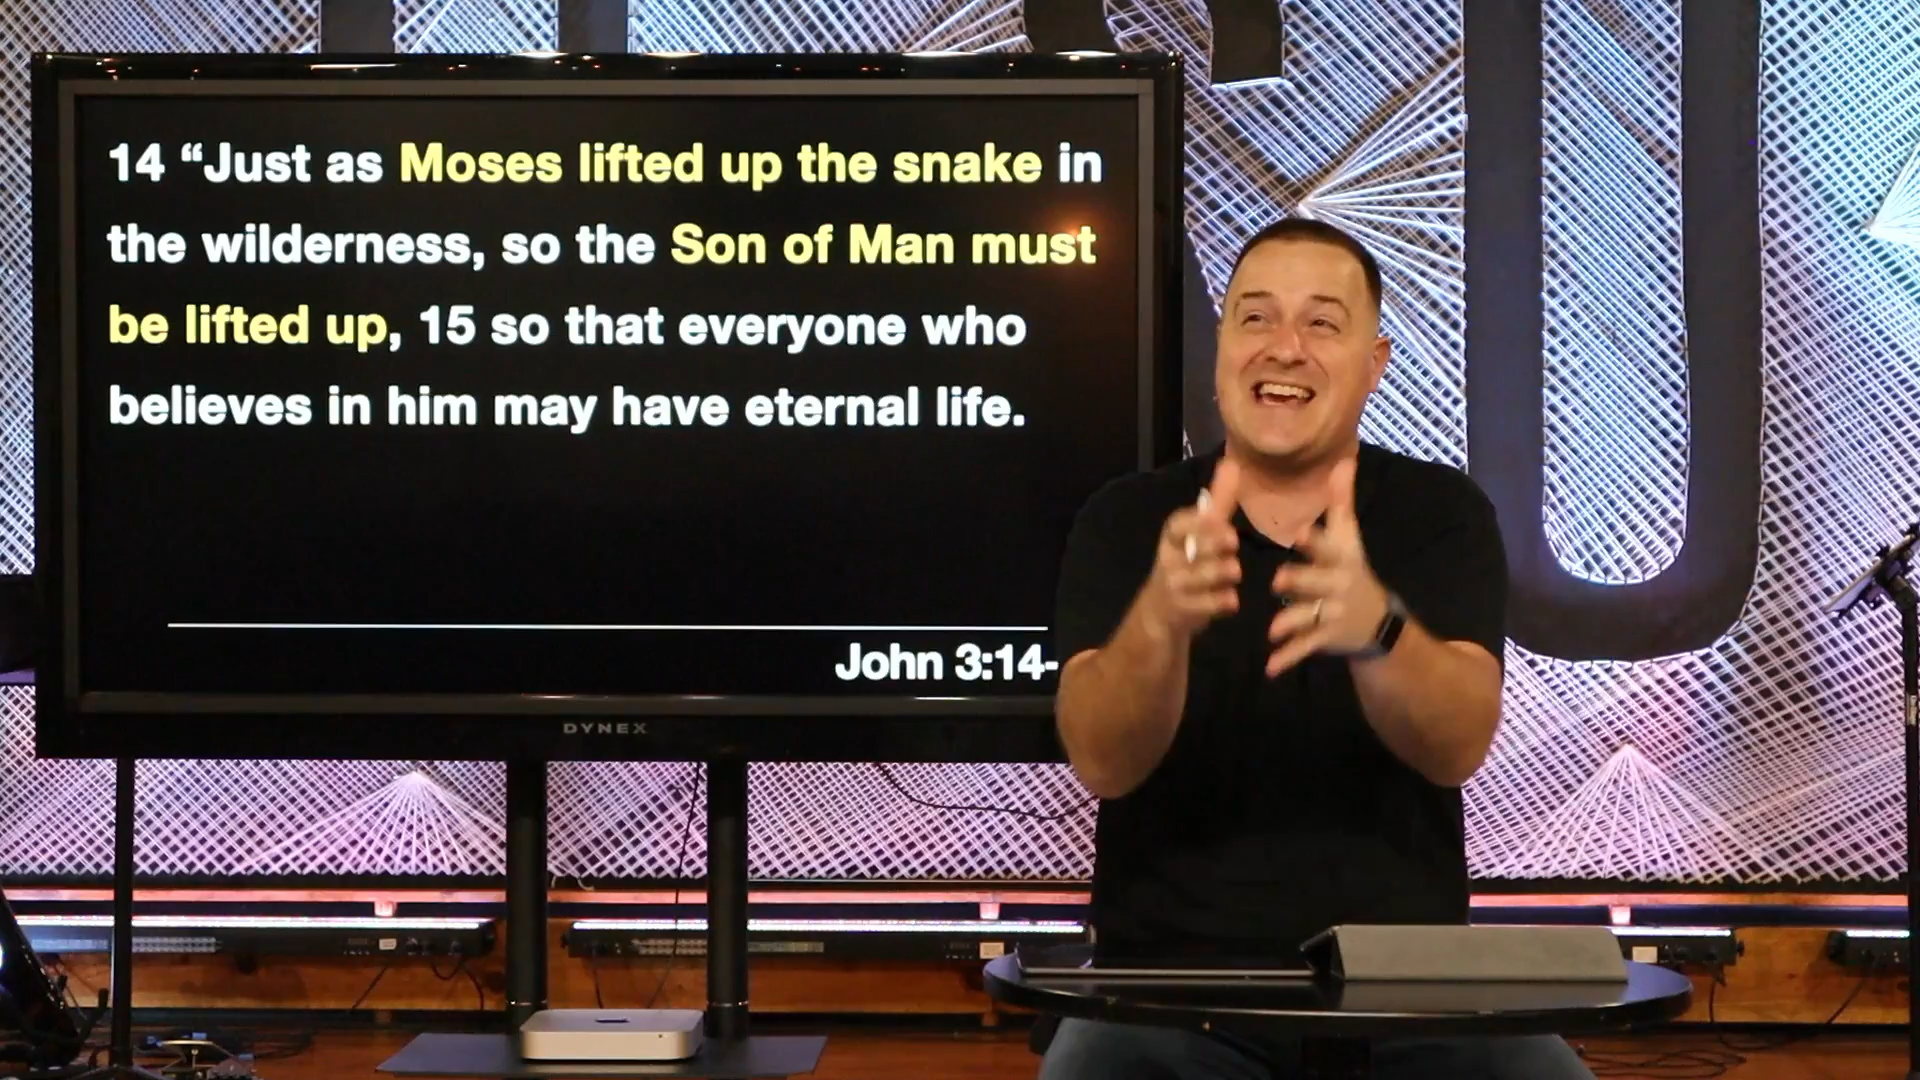 14 “Just as Moses lifted up the snake in
the wilderness, so the Son of Man must
be lifted up, 15 so that everyone who
believes in him may have eternal life.
John 3:14-
DYNEX